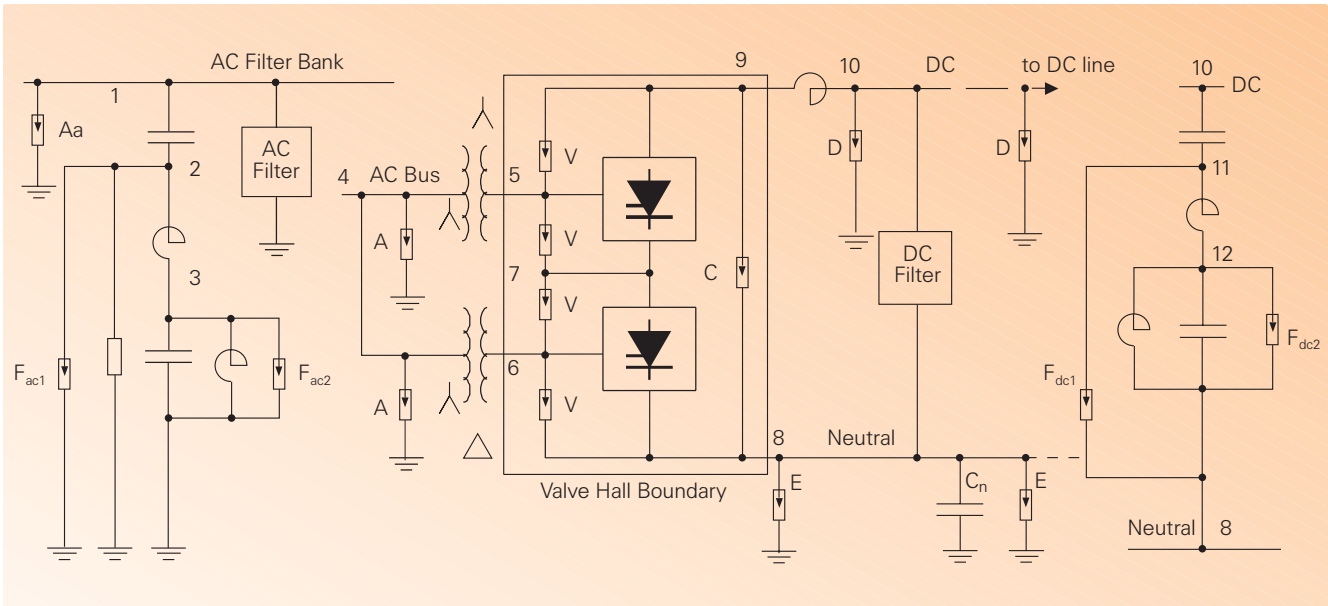 AC Filter Bank
1
Aa
2
AC
Filter
3
F_ac1
F_ac2
4
AC Bus
A
A
5
V
V
7
V
6
V
C
9
Valve Hall Boundary
8
Neutral
E
10
DC
to DC line
D
D
DC
Filter
C_n
E
10
DC
11
12
F_dc1
F_dc2
Neutral
8